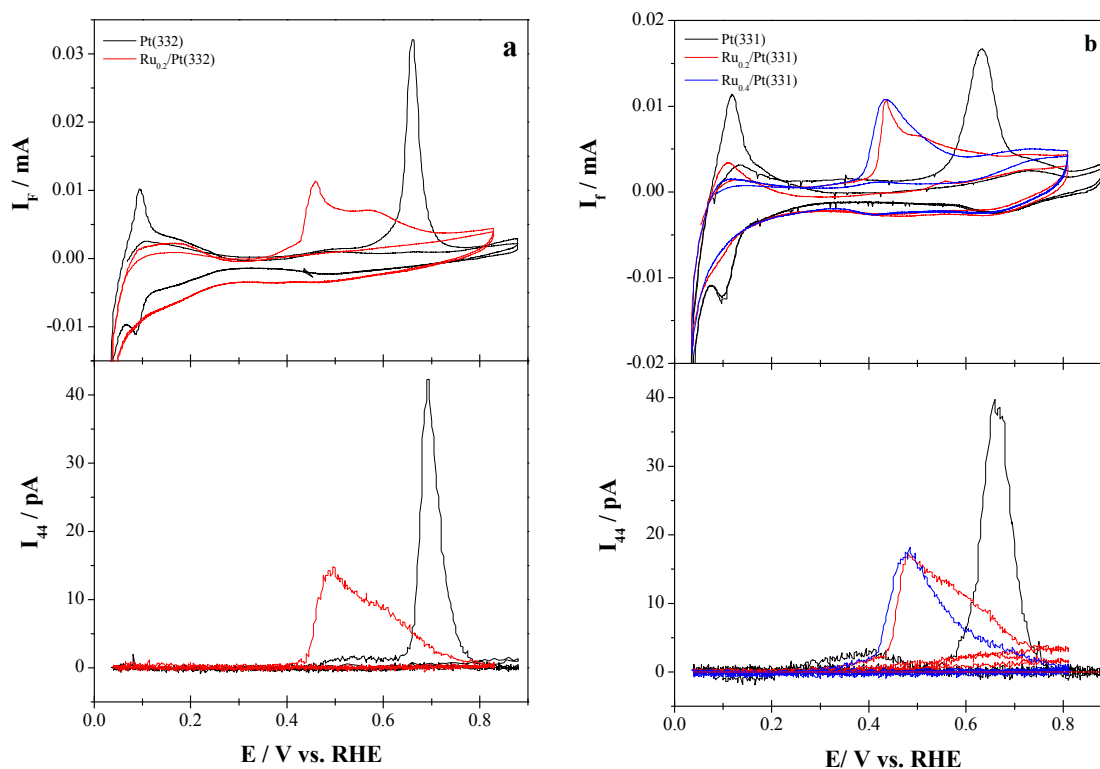 a
Pt(332)
Ru0.2/Pt(332)
IF / mA
0.03
0.02
0.01
0.00
-0.01
I44 / pA
40
30
20
10
0
0.0 0.2 0.4 0.6 0.8
E / V vs. RHE
b
Pt(331)
Ru0.2/Pt(331)
Ru0.4/Pt(331)
If / mA
0.02
0.01
0.00
-0.01
-0.02
I44 / pA
40
30
20
10
0
0.0 0.2 0.4 0.6 0.8
E/ V vs. RHE